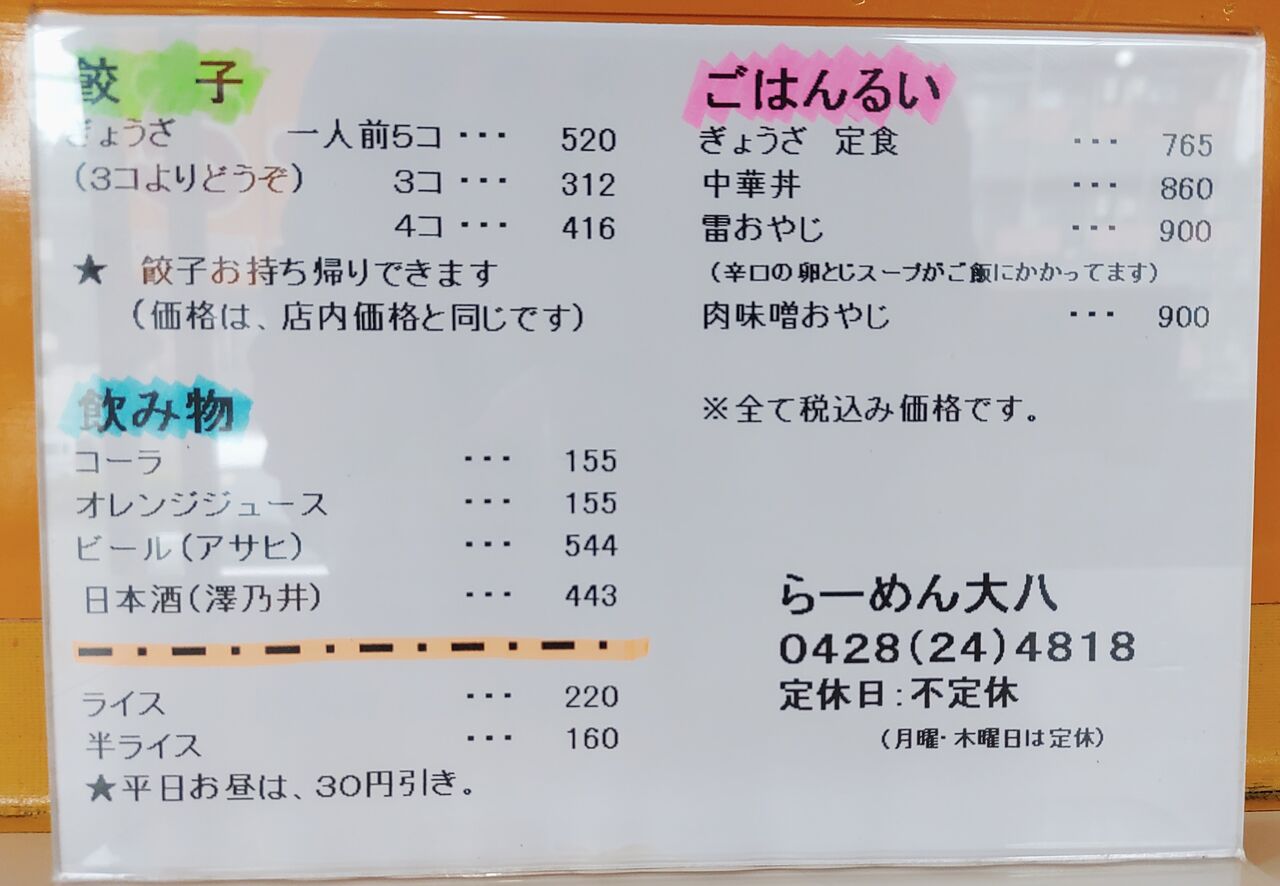 餃　子
ぎょうざ　一人前5コ ･･･ 520
（3コよりどうぞ）　3コ ･･･ 312
4コ ･･･ 416
★　餃子お持ち帰りできます
（価格は、店内価格と同じです）
飲み物
コーラ ･･･ 155
オレンジジュース ･･･ 155
ビール（アサヒ） ･･･ 544
日本酒（澤乃井） ･･･ 443
ライス ･･･ 220
半ライス ･･･ 160
★平日お昼は、30円引き。
ごはんるい
ぎょうざ　定食 ･･･ 765
中華丼 ･･･ 860
雷おやじ ･･･ 900
（辛口の卵とじスープがご飯にかかってます）
肉味噌おやじ ･･･ 900
※全て税込み価格です。
らーめん大八
0428（24）4818
定休日：不定休
（月曜・木曜日は定休）